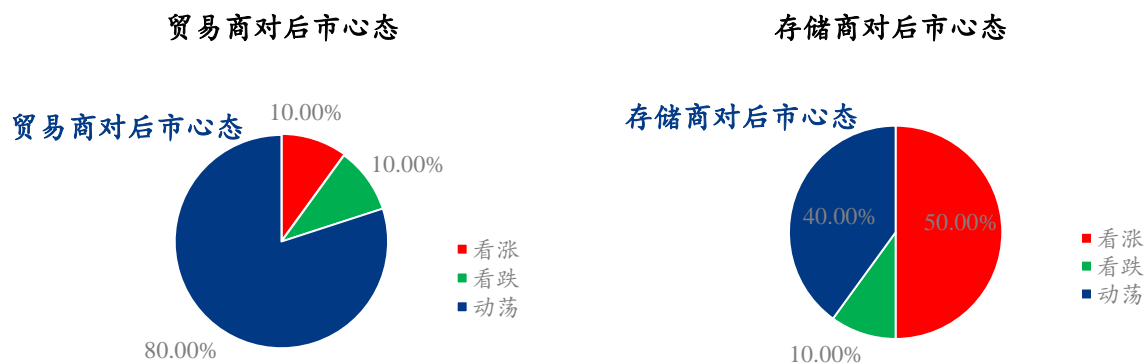 贸易商对后市心态
贸易商对后市心态
10.00%
10.00%
80.00%
看涨
看跌
动荡
存储商对后市心态
存储商对后市心态
50.00%
40.00%
10.00%
看涨
看跌
动荡